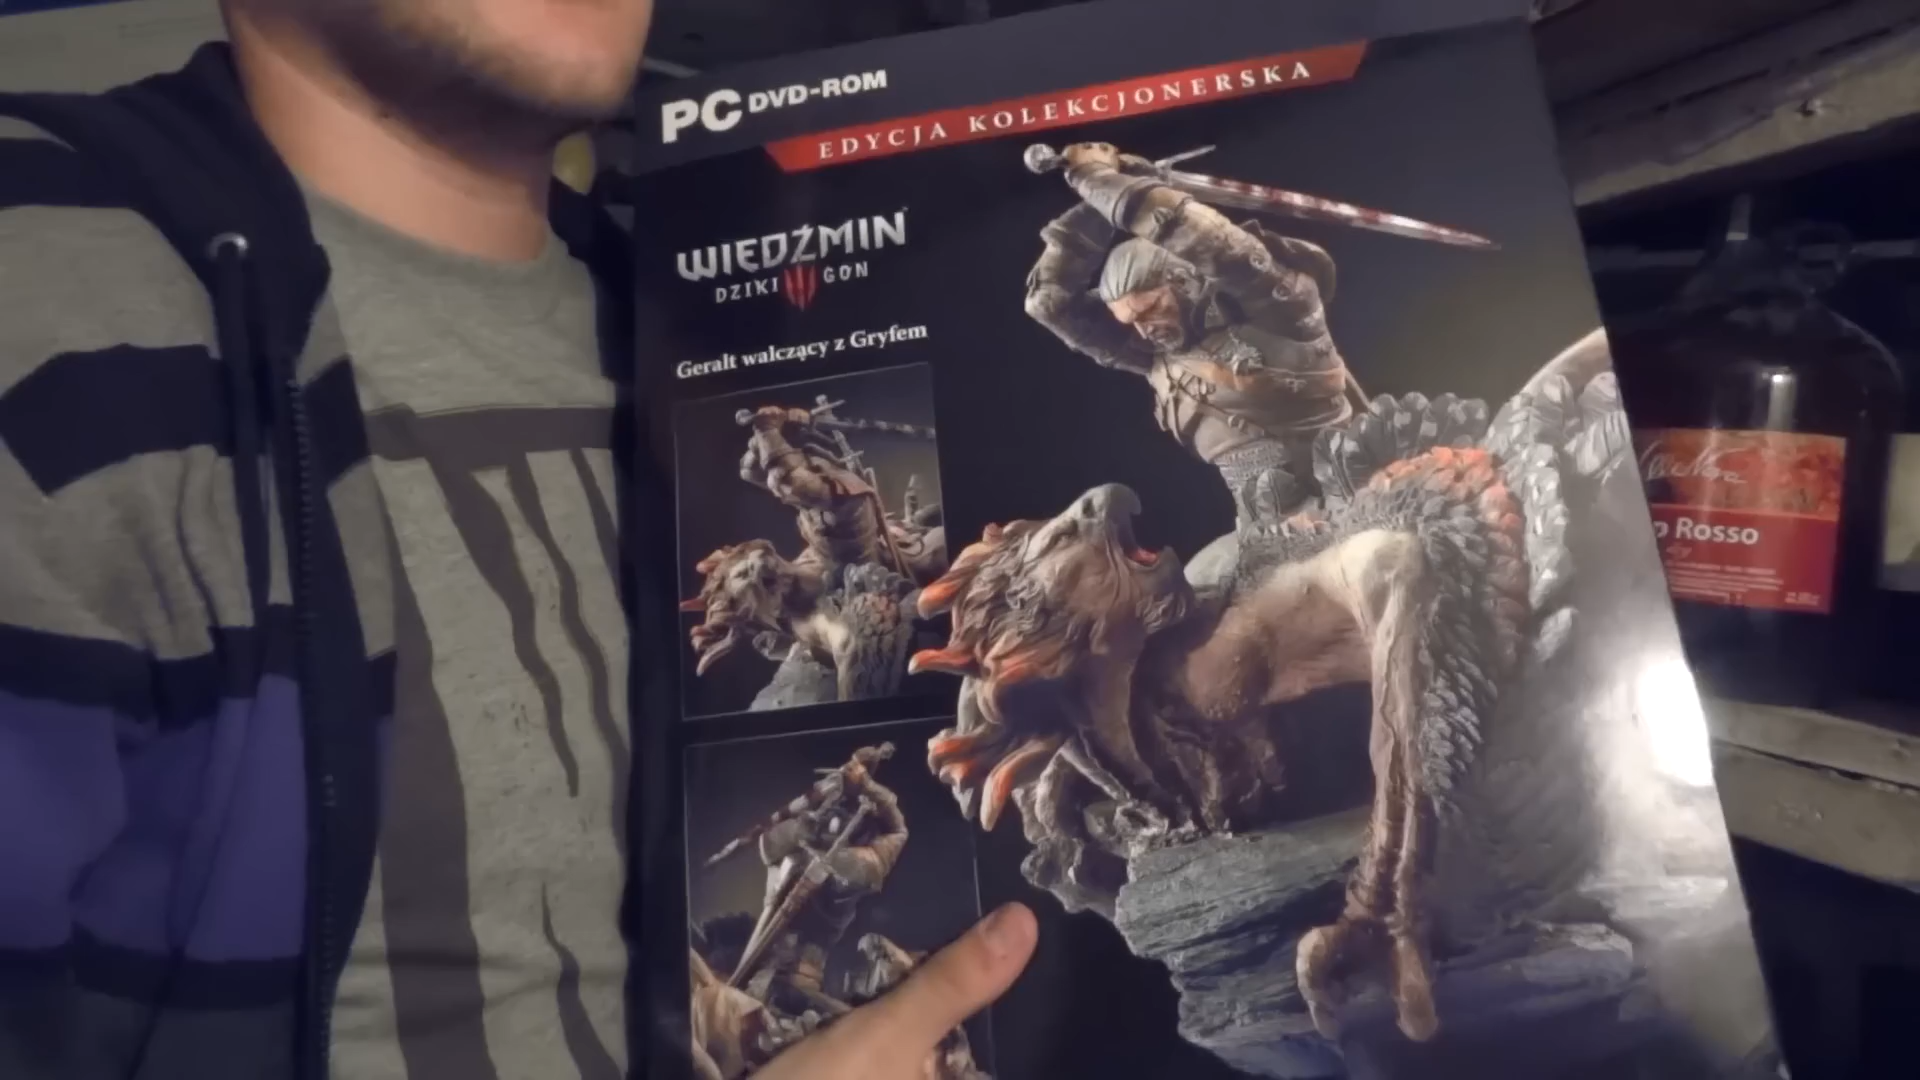 PC DVD-ROM
EDYCJA KOLEKCJONERSKA
WIEDŹMIN
DZIKI GON
Geralt walczący z Gryfem
Rosso